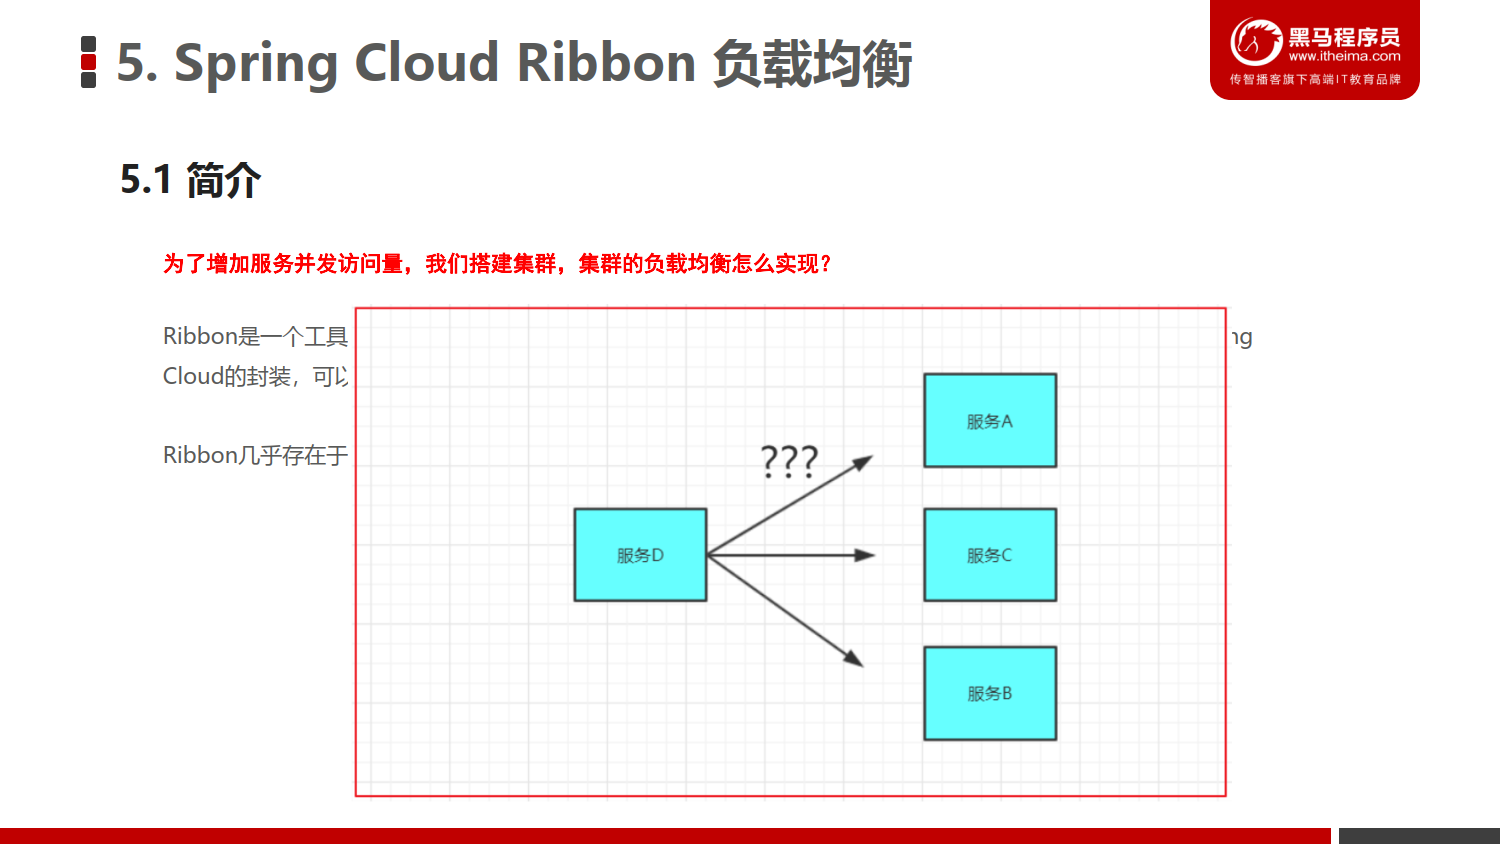 5. Spring Cloud Ribbon 负载均衡
黑马程序员
www.itheima.com
传智播客旗下高端IT教育品牌
5.1 简介
为了增加服务并发访问量，我们搭建集群，集群的负载均衡怎么实现？
Ribbon是一个工具
Cloud的封装，可
Ribbon几乎存在于
服务A
???
服务D
服务C
服务B